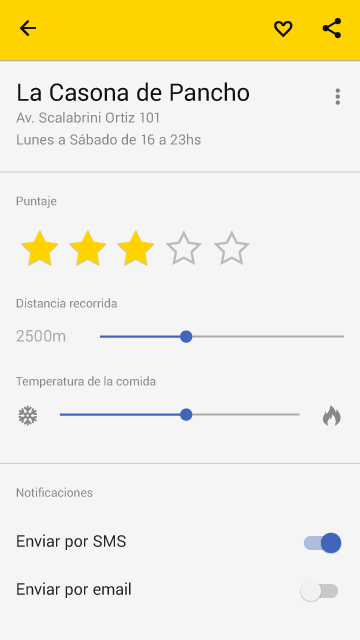 La Casona de Pancho
Av. Scalabrini Ortiz 101
Lunes a Sábado de 16 a 23hs
Puntaje
Distancia recorrida
2500m
Temperatura de la comida
Notificaciones
Enviar por SMS
Enviar por email